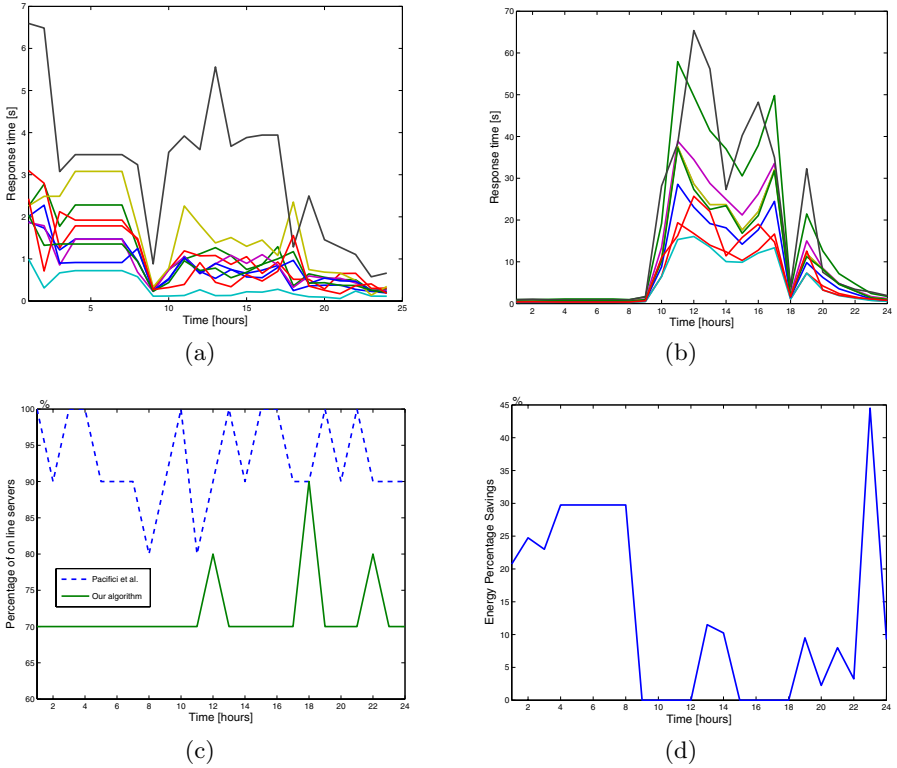 7
6
5
4
3
2
1
0
Response time [s]
5
10
15
20
25
Time [hours]
(a)
70
60
50
40
30
20
10
0
Response time [s]
2 4 6 8 10 12 14 16 18 20 22 24
Time [hours]
(b)
%
100
95
90
85
80
75
70
65
60
Percentage of on line servers
Pacifici et al.
Our algorithm
2 4 6 8 10 12 14 16 18 20 22 24
Time [hours]
(c)
%
45
40
35
30
25
20
15
10
5
0
Energy Percentage Savings
2 4 6 8 10 12 14 16 18 20 22 24
Time [hours]
(d)